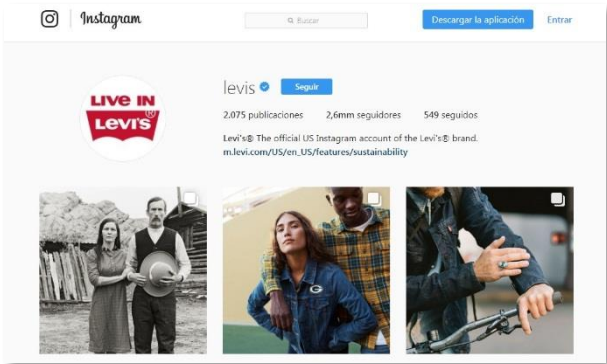 Instagram
Buscar
Descargar la aplicación
Entrar
LIVE IN
LEVI'S®
levis
Seguir
2.075 publicaciones 2,6mm seguidores 549 seguidos
Levi's® The official US Instagram account of the Levi's® brand.
m.levi.com/US/en_US/features/sustainability
G